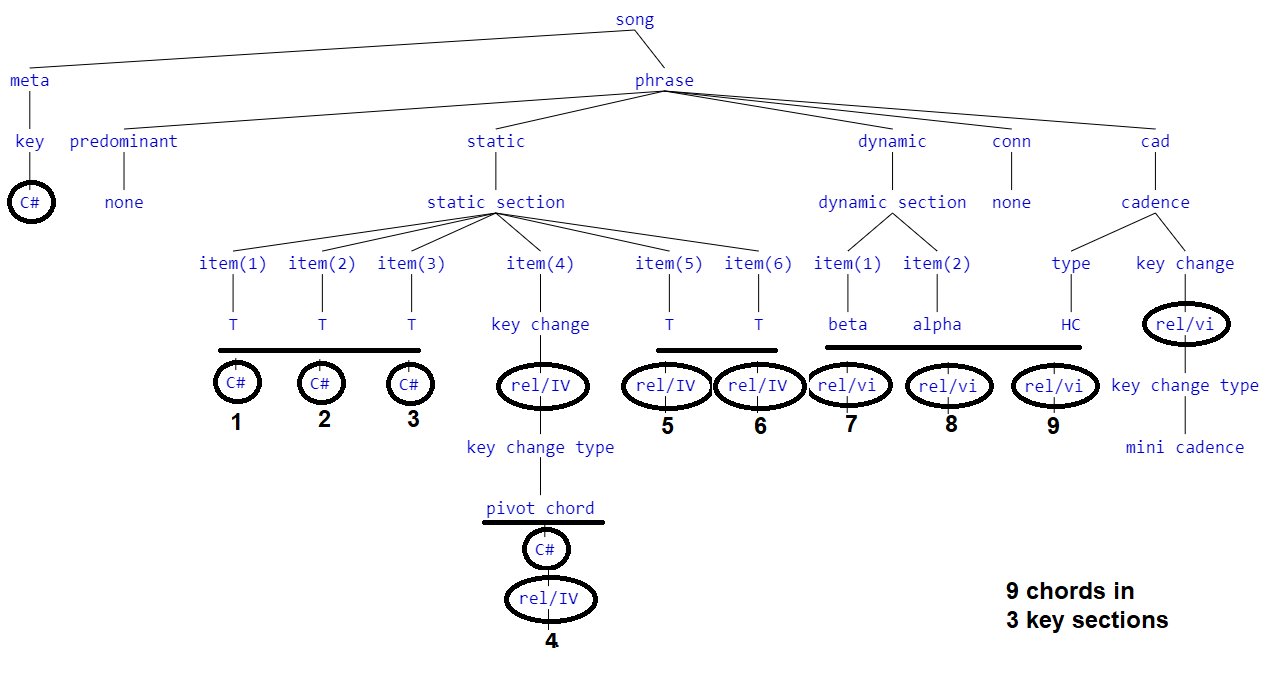 song
meta phrase
key predominant static dynamic conn cad
C# none static section dynamic section none cadence
item(1) item(2) item(3) item(4) item(5) item(6) item(1) item(2) type key change
T T T key change T T beta alpha HC rel/vi
C# C# C# rel/IV rel/IV rel/IV rel/vi rel/vi rel/vi key change type
1 2 3 5 6 7 8 9
key change type mini cadence
pivot chord
C#
rel/IV
4
9 chords in
3 key sections